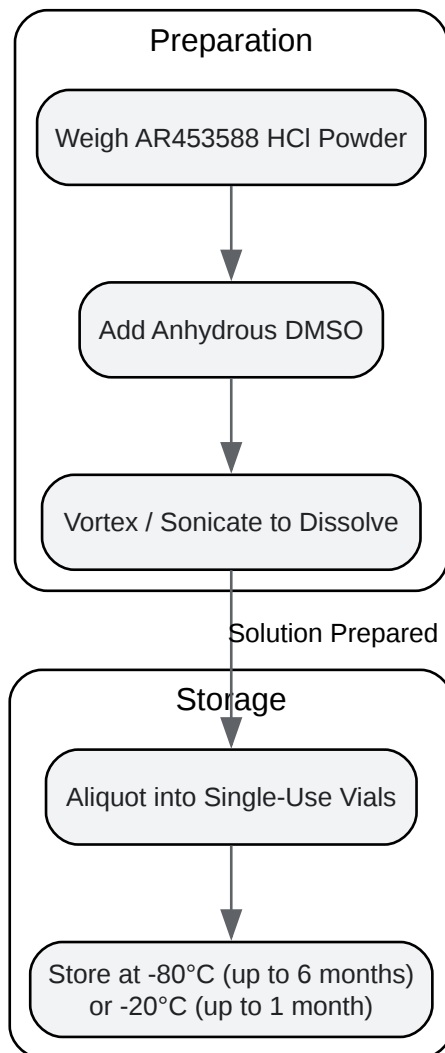 Preparation
Weigh AR453588 HCl Powder
Add Anhydrous DMSO
Vortex / Sonicate to Dissolve
Solution Prepared
Storage
Aliquot into Single-Use Vials
Store at -80°C (up to 6 months)
or -20°C (up to 1 month)